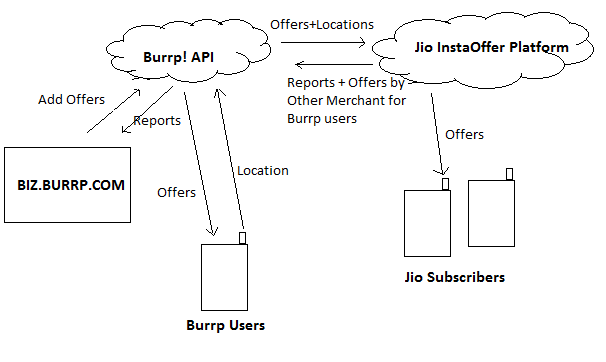 Offers+Locations
Burrp! API
Jio InstaOffer Platform
Reports + Offers by
Other Merchant for
Burrp users
Add Offers
Reports
Offers
BIZ.BURRP.COM
Location
Offers
Jio Subscribers
Burrp Users